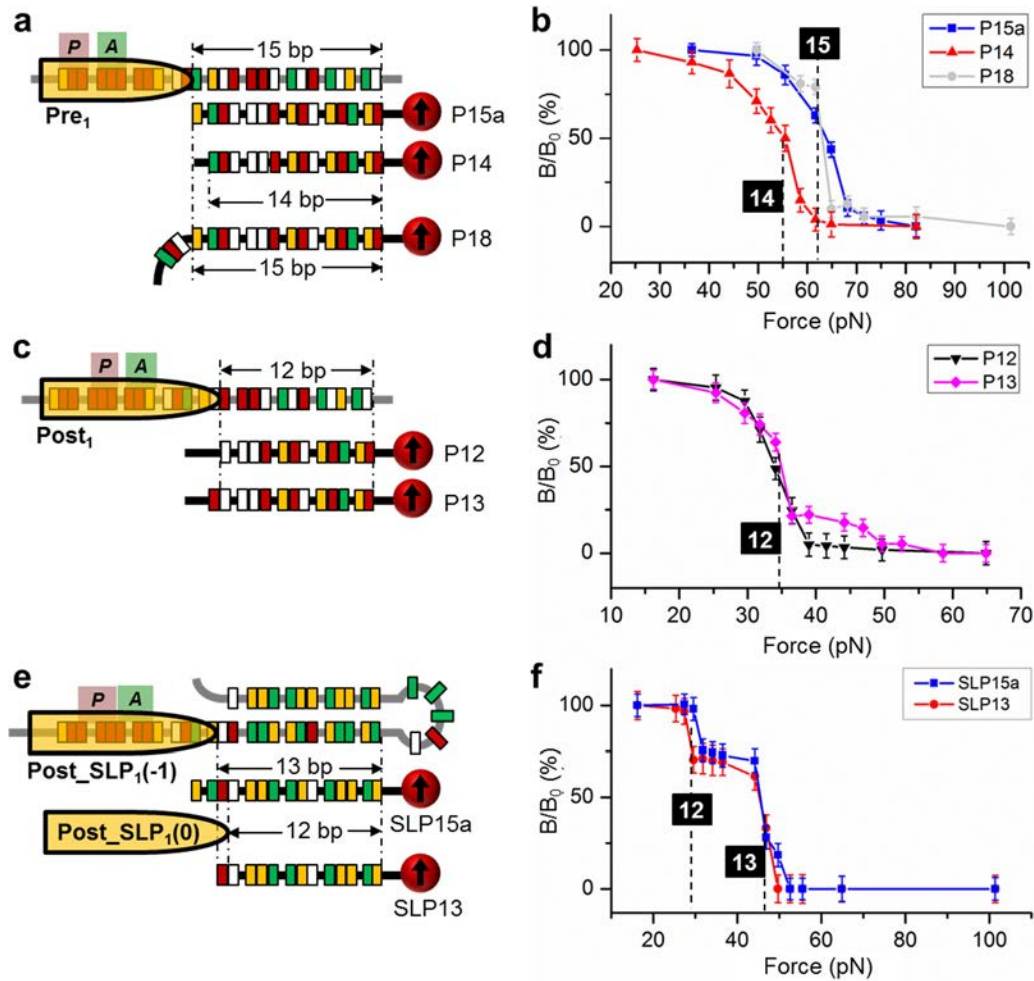 a
P A
15 bp
Pre1
P15a
P14
14 bp
P18
15 bp
b
P15a
P14
P18
15
14
B/B0 (%)
100
50
0
20 30 40 50 60 70 80 90 100
Force (pN)
c
P A
12 bp
Post1
P12
P13
d
P12
P13
12
B/B0 (%)
100
50
0
10 20 30 40 50 60 70
Force (pN)
e
P A
Post_SLP1(-1)
13 bp
SLP15a
Post_SLP1(0)
12 bp
SLP13
f
SLP15a
SLP13
12
13
B/B0 (%)
100
50
0
20 40 60 80 100
Force (pN)